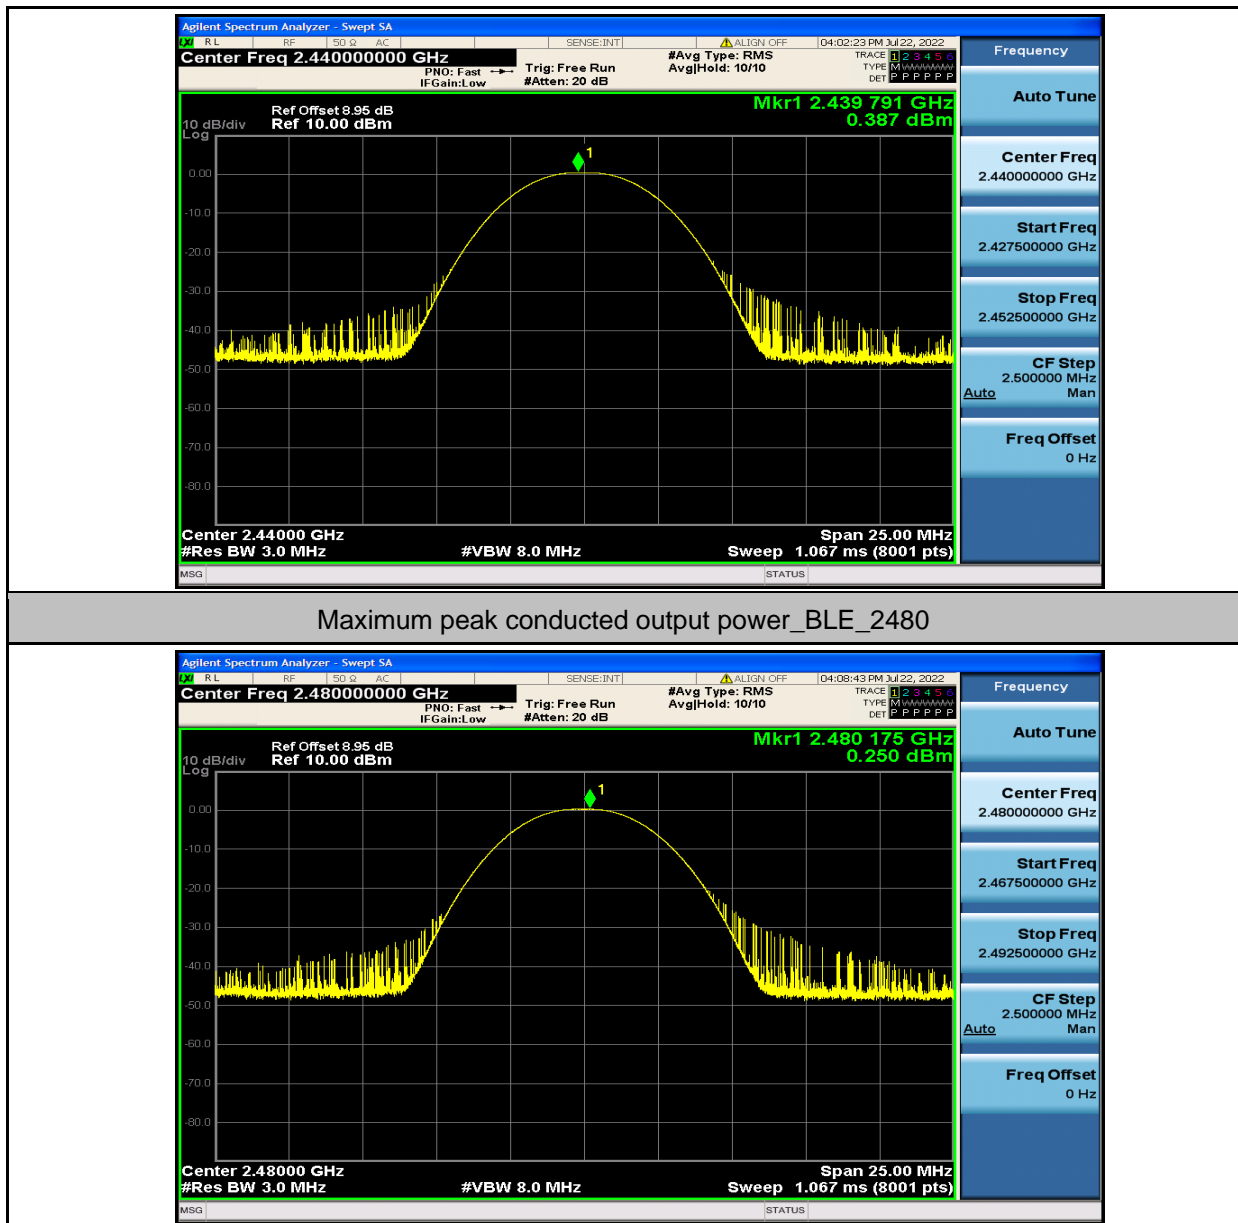 Agilent Spectrum Analyzer - Swept SA
LXI RL RF 50 Ω AC SENSE:INT ALIGN OFF 04:02:23 PM Jul 22, 2022
Center Freq 2.440000000 GHz #Avg Type: RMS TRACE 1 2 3 4 5 6
PNO: Fast Trig: Free Run Avg|Hold: 10/10 TYPE M WWWWW
IFGain:Low #Atten: 20 dB DET P P P P P P
Frequency
Auto Tune
Center Freq
2.440000000 GHz
Start Freq
2.427500000 GHz
Stop Freq
2.452500000 GHz
CF Step
2.500000 MHz
Auto Man
Freq Offset
0 Hz
Mkr1 2.439 791 GHz
0.387 dBm
Ref Offset 8.95 dB
10 dB/div Ref 10.00 dBm
Log
1
0.00
-10.0
-20.0
-30.0
-40.0
-50.0
-60.0
-70.0
-80.0
Center 2.44000 GHz Span 25.00 MHz
#Res BW 3.0 MHz #VBW 8.0 MHz Sweep 1.067 ms (8001 pts)
MSG STATUS
Maximum peak conducted output power_BLE_2480
Agilent Spectrum Analyzer - Swept SA
LXI RL RF 50 Ω AC SENSE:INT ALIGN OFF 04:08:43 PM Jul 22, 2022
Center Freq 2.480000000 GHz #Avg Type: RMS TRACE 1 2 3 4 5 6
PNO: Fast Trig: Free Run Avg|Hold: 10/10 TYPE M WWWWW
IFGain:Low #Atten: 20 dB DET P P P P P P
Frequency
Auto Tune
Center Freq
2.480000000 GHz
Start Freq
2.467500000 GHz
Stop Freq
2.492500000 GHz
CF Step
2.500000 MHz
Auto Man
Freq Offset
0 Hz
Mkr1 2.480 175 GHz
0.250 dBm
Ref Offset 8.95 dB
10 dB/div Ref 10.00 dBm
Log
1
0.00
-10.0
-20.0
-30.0
-40.0
-50.0
-60.0
-70.0
-80.0
Center 2.48000 GHz Span 25.00 MHz
#Res BW 3.0 MHz #VBW 8.0 MHz Sweep 1.067 ms (8001 pts)
MSG STATUS